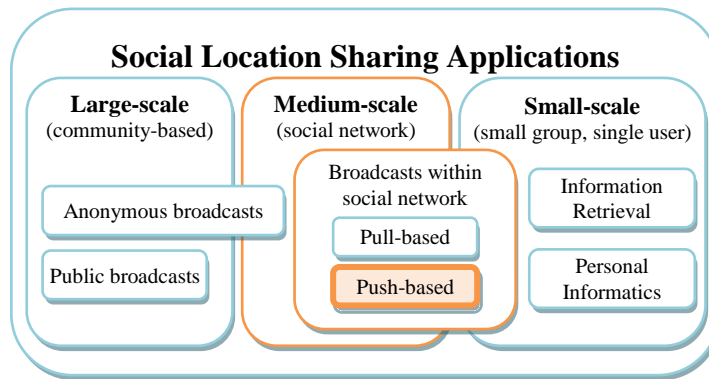 Social Location Sharing Applications
Large-scale
(community-based)
Anonymous broadcasts
Public broadcasts
Medium-scale
(social network)
Broadcasts within
social network
Pull-based
Push-based
Small-scale
(small group, single user)
Information
Retrieval
Personal
Informatics